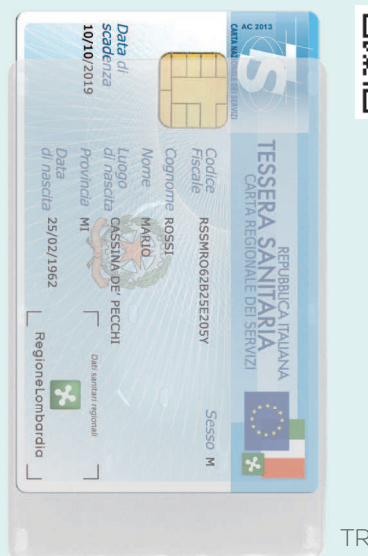 AC 2013
CARTA NAZIONALE DEI SERVIZI
TS
REPUBBLICA ITALIANA
TESSERA SANITARIA
CARTA REGIONALE DEI SERVIZI
Codice Fiscale RSSMRO62B25E205Y Sesso M
Cognome ROSSI
Nome MARIO
Luogo di nascita CASSINA DE' PECCHI
Provincia MI
Data di nascita 25/02/1962
Data di scadenza 10/10/2019
Dati sanitari regionali
RegioneLombardia
TR